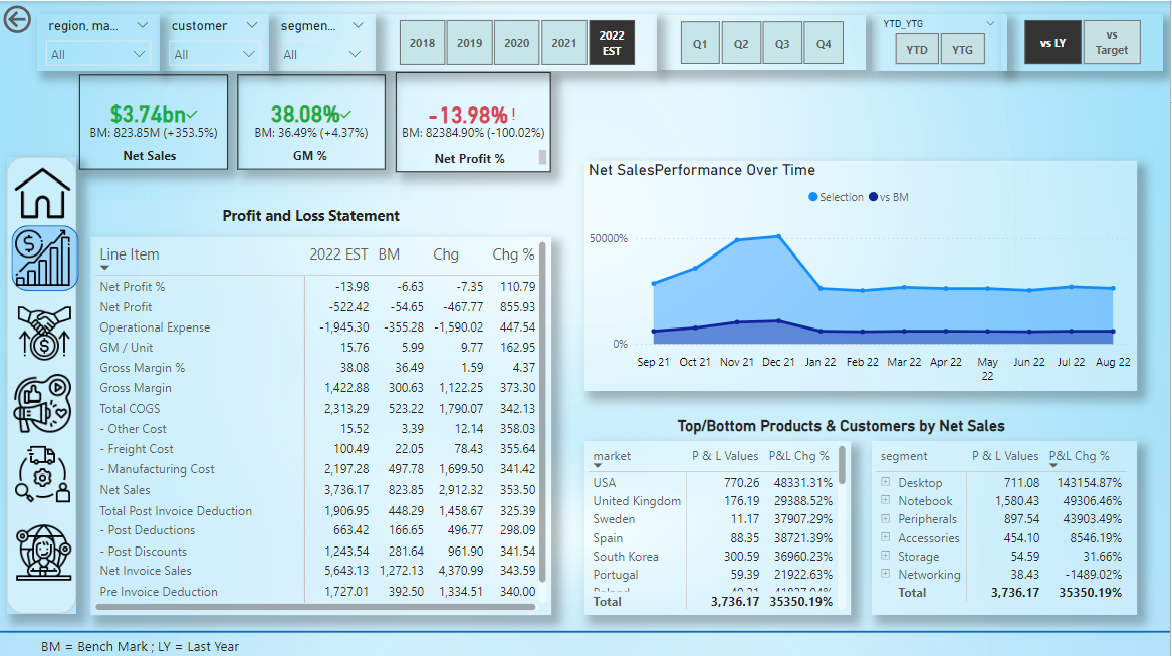 region, ma...
customer
segmen...
All
All
All
2018
2019
2020
2021
2022 EST
Q1
Q2
Q3
Q4
YTD_YTG
YTD
YTG
vs LY
vs Target
$3.74bn
BM: 823.85M (+353.5%)
Net Sales
38.08%
BM: 36.49% (+4.37%)
GM %
-13.98%!
BM: 82384.90% (-100.02%)
Net Profit %
Profit and Loss Statement
Line Item 2022 EST BM Chg Chg %
Net Profit % -13.98 -6.63 -7.35 110.79
Net Profit -522.42 -54.65 -467.77 855.93
Operational Expense -1,945.30 -355.28 -1,590.02 447.54
GM / Unit 15.76 5.99 9.77 162.95
Gross Margin % 38.08 36.49 1.59 4.37
Gross Margin 1,422.88 300.63 1,122.25 373.30
Total COGS 2,313.29 523.22 1,790.07 342.13
- Other Cost 15.52 3.39 12.14 358.03
- Freight Cost 100.49 22.05 78.43 355.64
- Manufacturing Cost 2,197.28 497.78 1,699.50 341.42
Net Sales 3,736.17 823.85 2,912.32 353.50
Total Post Invoice Deduction 1,906.95 448.29 1,458.67 325.39
- Post Deductions 663.42 166.65 496.77 298.09
- Post Discounts 1,243.54 281.64 961.90 341.54
Net Invoice Sales 5,643.13 1,272.13 4,370.99 343.59
Pre Invoice Deduction 1,727.01 392.50 1,334.51 340.00
Net SalesPerformance Over Time
Selection vs BM
50000%
0%
Sep 21 Oct 21 Nov 21 Dec 21 Jan 22 Feb 22 Mar 22 Apr 22 May 22 Jun 22 Jul 22 Aug 22
Top/Bottom Products & Customers by Net Sales
market P & L Values P&L Chg %
USA 770.26 48331.31%
United Kingdom 176.19 29388.52%
Sweden 11.17 37907.29%
Spain 88.35 38721.39%
South Korea 300.59 36960.23%
Portugal 59.39 21922.63%
Total 3,736.17 35350.19%
segment P & L Values P&L Chg %
Desktop 711.08 143154.87%
Notebook 1,580.43 49306.46%
Peripherals 897.54 43903.49%
Accessories 454.10 8546.19%
Storage 54.59 31.66%
Networking 38.43 -1489.02%
Total 3,736.17 35350.19%
BM = Bench Mark ; LY = Last Year